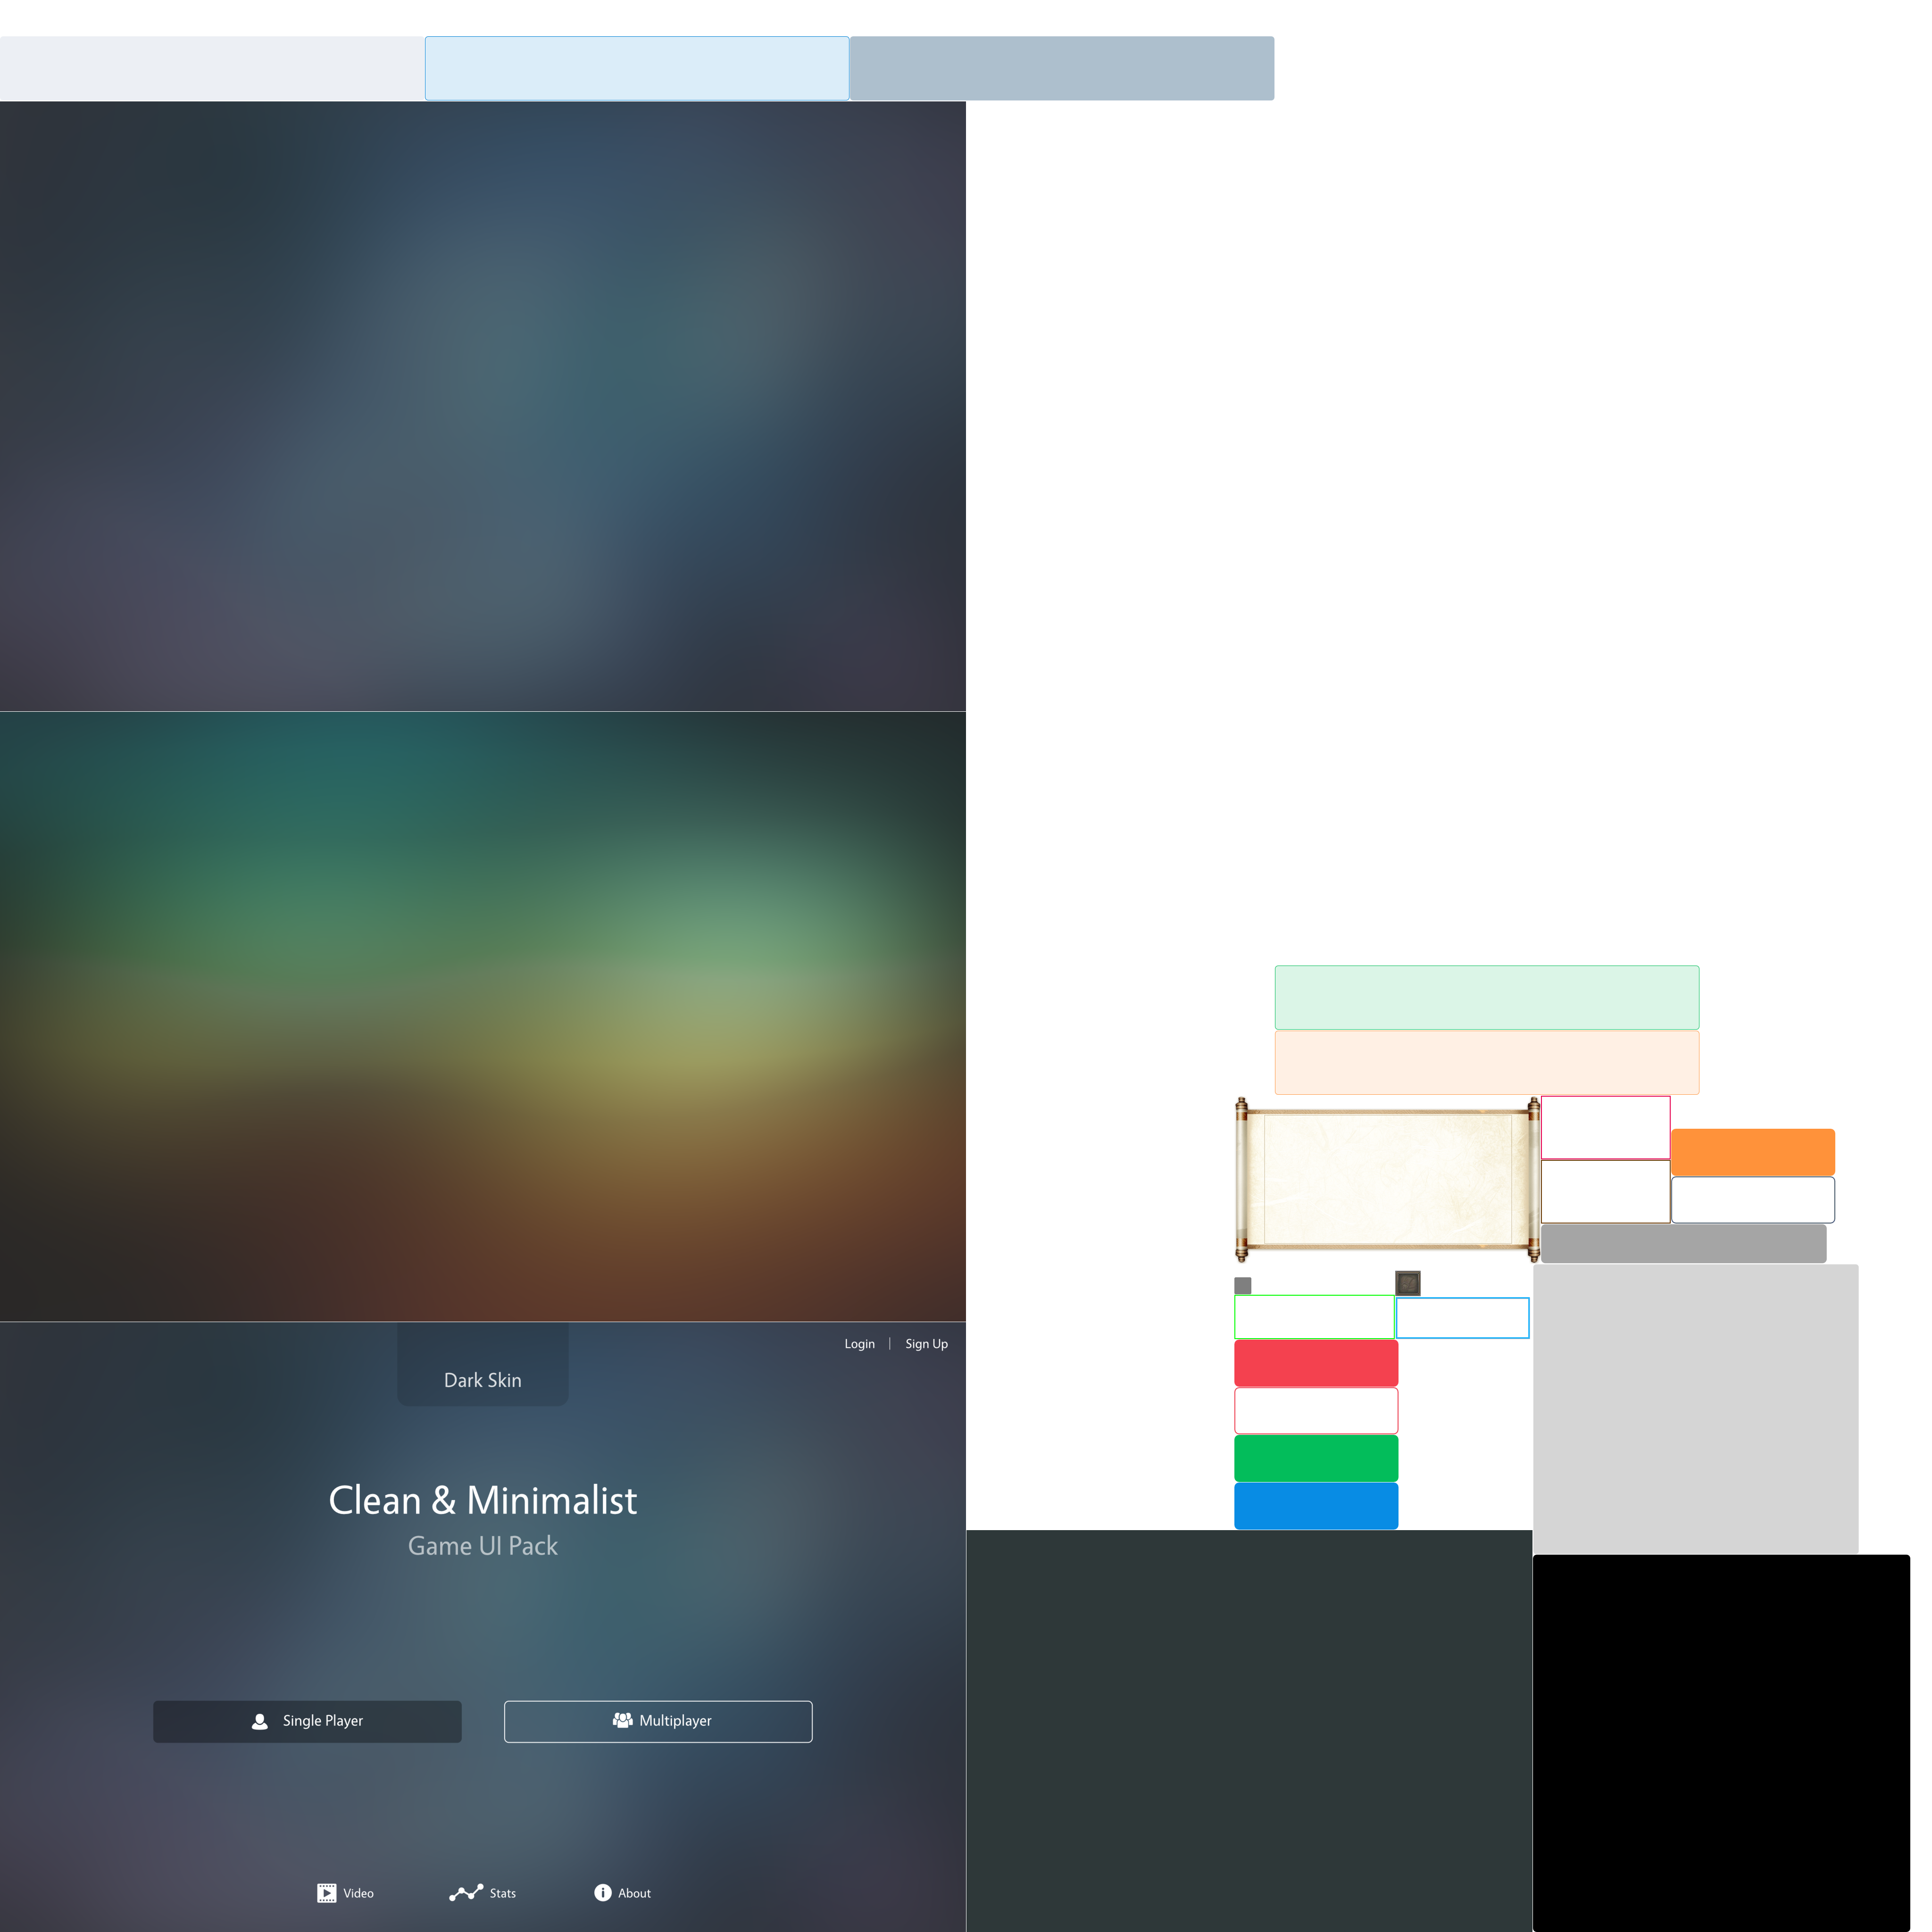 Login | Sign Up
Dark Skin
Clean & Minimalist
Game UI Pack
Single Player
Multiplayer
Video
Stats
About